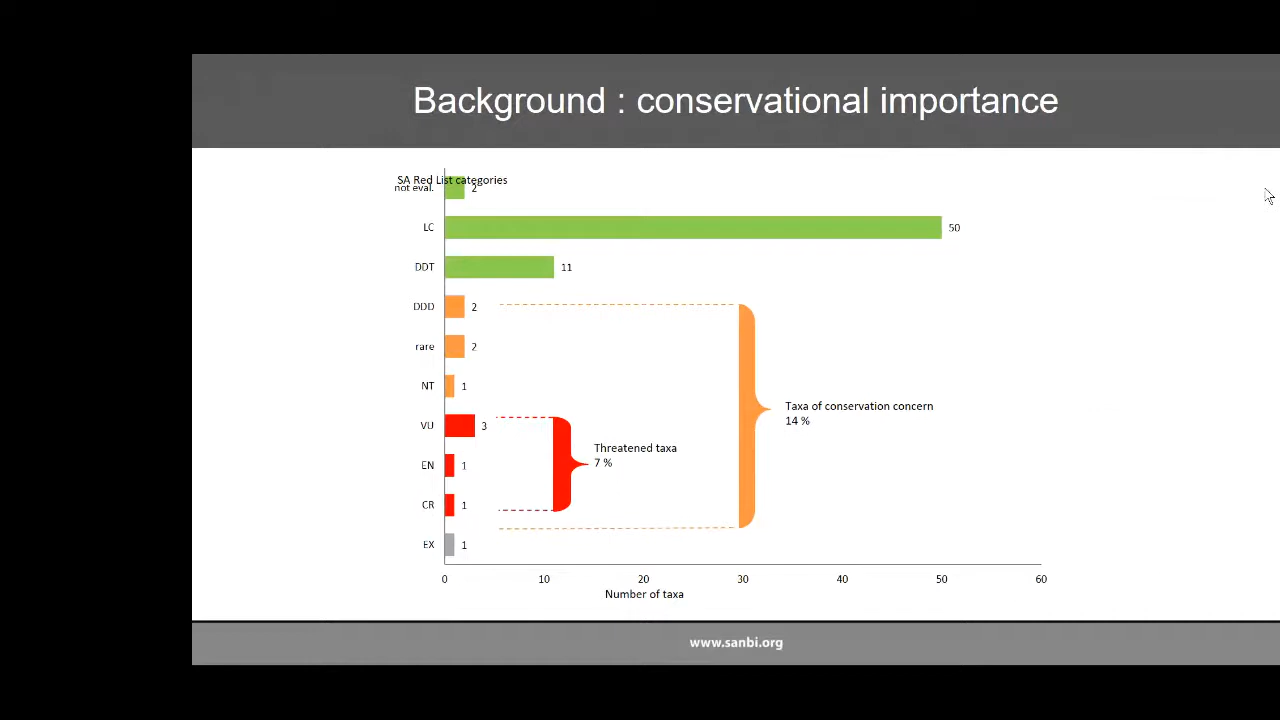 Background : conservational importance
SA Red List categories
not eval. 2
LC 50
DDT 11
DDD 2
rare 2
NT 1
VU 3
EN 1
CR 1
EX 1
Taxa of conservation concern
14 %
Threatened taxa
7 %
0 10 20 30 40 50 60
Number of taxa
www.sanbi.org